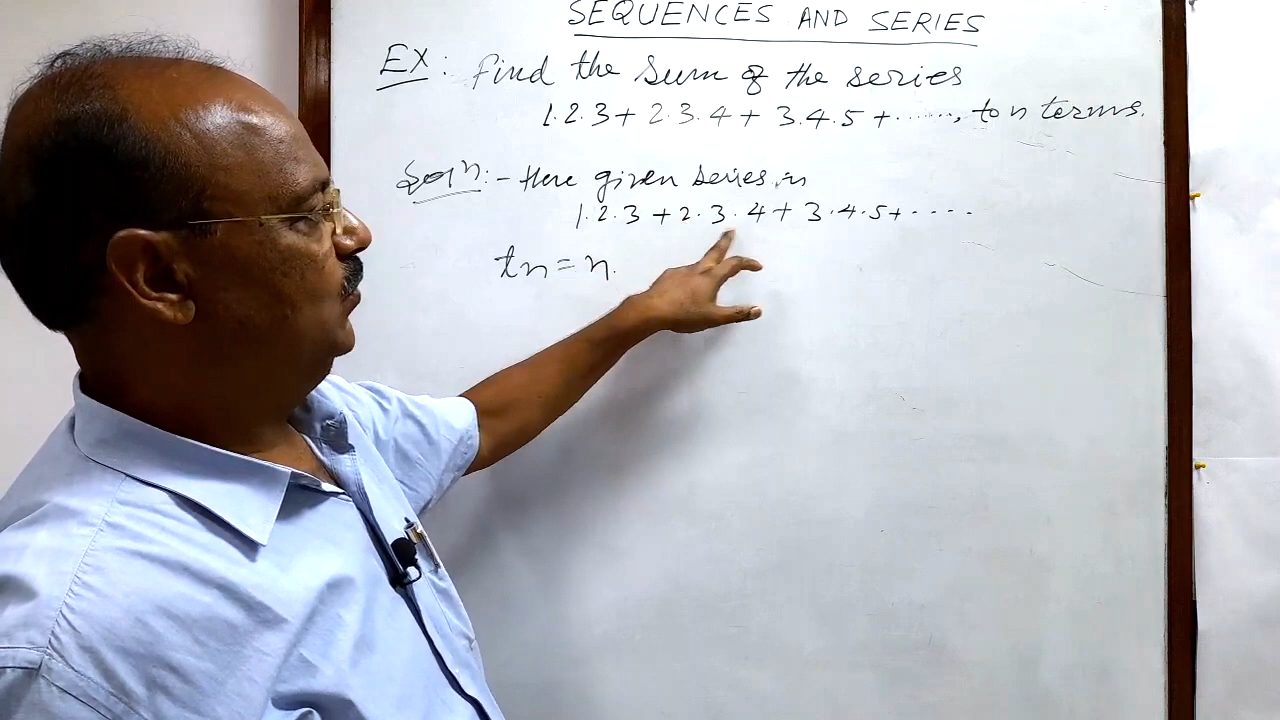 SEQUENCES AND SERIES
EX: Find the sum of the series
1.2.3 + 2.3.4 + 3.4.5 + ......, to n terms.
Soln:- Here given series is
1.2.3 + 2.3.4 + 3.4.5 + ....
tn = n.